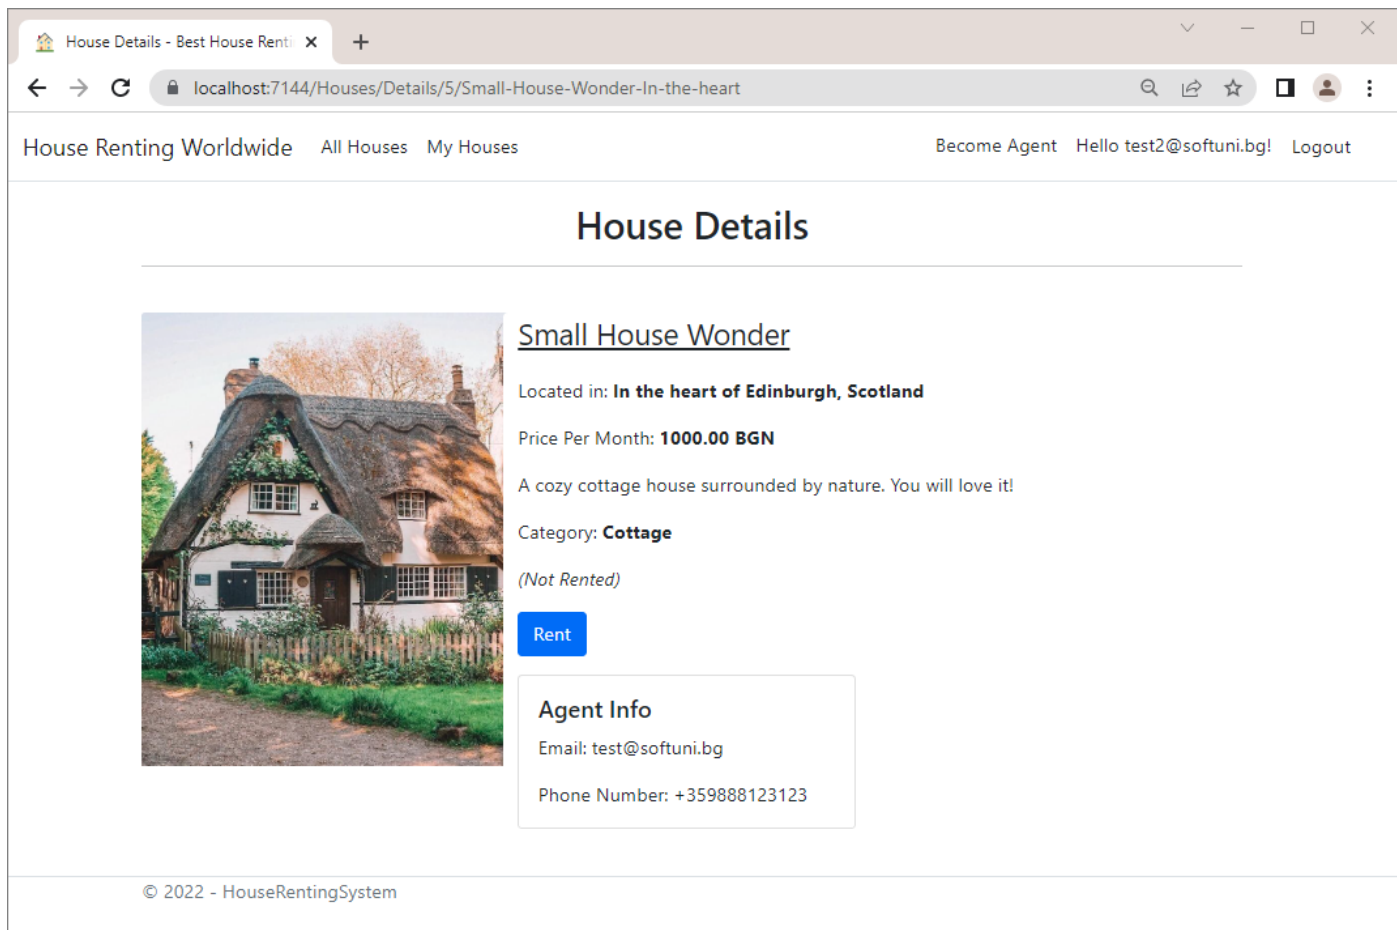 House Details - Best House Renti
localhost:7144/Houses/Details/5/Small-House-Wonder-In-the-heart
House Renting Worldwide All Houses My Houses Become Agent Hello test2@softuni.bg! Logout
House Details
Small House Wonder
Located in: In the heart of Edinburgh, Scotland
Price Per Month: 1000.00 BGN
A cozy cottage house surrounded by nature. You will love it!
Category: Cottage
(Not Rented)
Rent
Agent Info
Email: test@softuni.bg
Phone Number: +359888123123
© 2022 - HouseRentingSystem